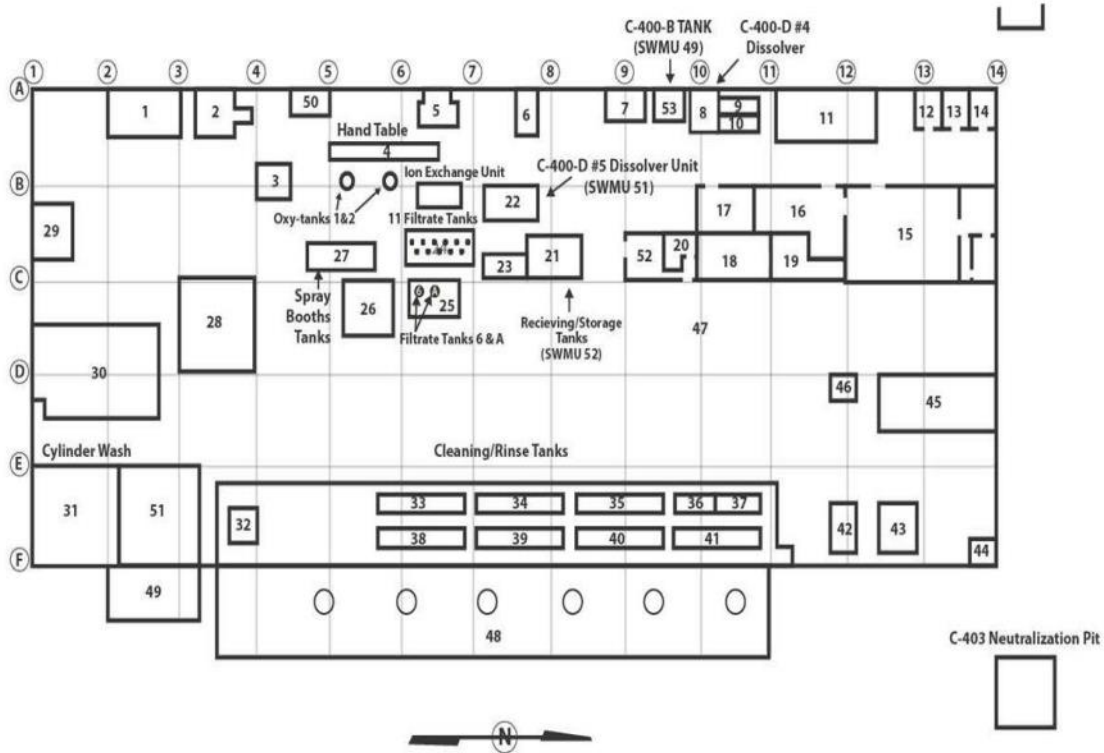 C-400-B TANK
(SWMU 49)
C-400-D #4
Dissolver
1 2 3 4 5 6 7 8 9 10 11 12 13 14
A
1
2
50
5
6
7
53
8
9
10
11
12
13
14
Hand Table
4
C-400-D #5 Dissolver Unit
(SWMU 51)
B
3
Ion Exchange Unit
22
17
16
15
Oxy-tanks 1&2
11 Filtrate Tanks
29
27
23
21
52
20
18
19
C
Spray
Booths
Tanks
28
26
6 A
25
Filtrate Tanks 6 & A
Recieving/Storage
Tanks
(SWMU 52)
47
30
D
46
45
Cylinder Wash
Cleaning/Rinse Tanks
E
31
51
32
33
34
35
36
37
38
39
40
41
42
43
44
F
49
48
C-403 Neutralization Pit
N